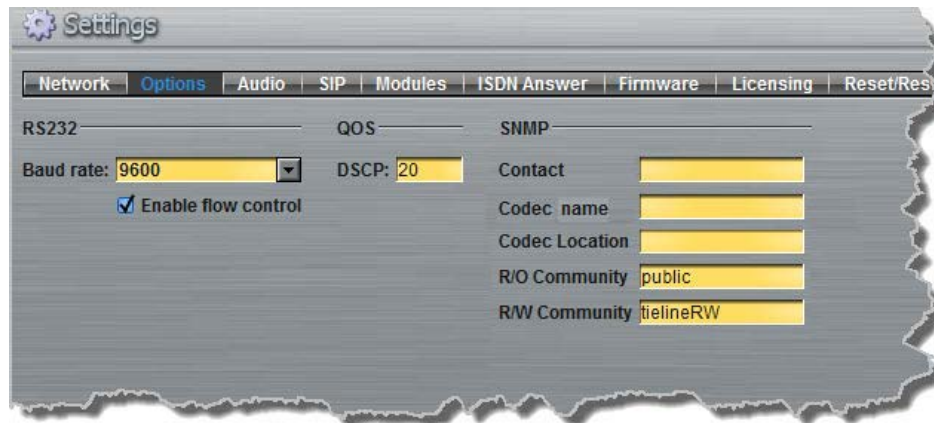 Settings
Network Options Audio SIP Modules ISDN Answer Firmware Licensing Reset/Res
RS232 QOS SNMP
Baud rate: 9600 DSCP: 20 Contact
Enable flow control Codec name
Codec Location
R/O Community public
R/W Community tielineRW